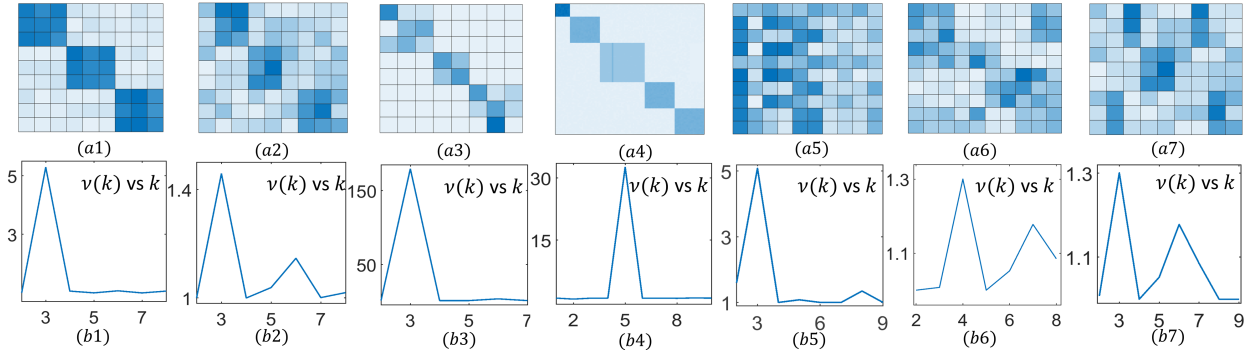 (a1) (a2) (a3) (a4) (a5) (a6) (a7)
ν(k) vs k ν(k) vs k ν(k) vs k ν(k) vs k ν(k) vs k ν(k) vs k ν(k) vs k
5 1.4 150 30 5 1.3 1.3
3 50 15 3 1.1 1.1
1 1
3 5 7 3 5 7 3 5 7 2 5 8 3 5 7 9 2 4 6 8 3 5 7 9
(b1) (b2) (b3) (b4) (b5) (b6) (b7)